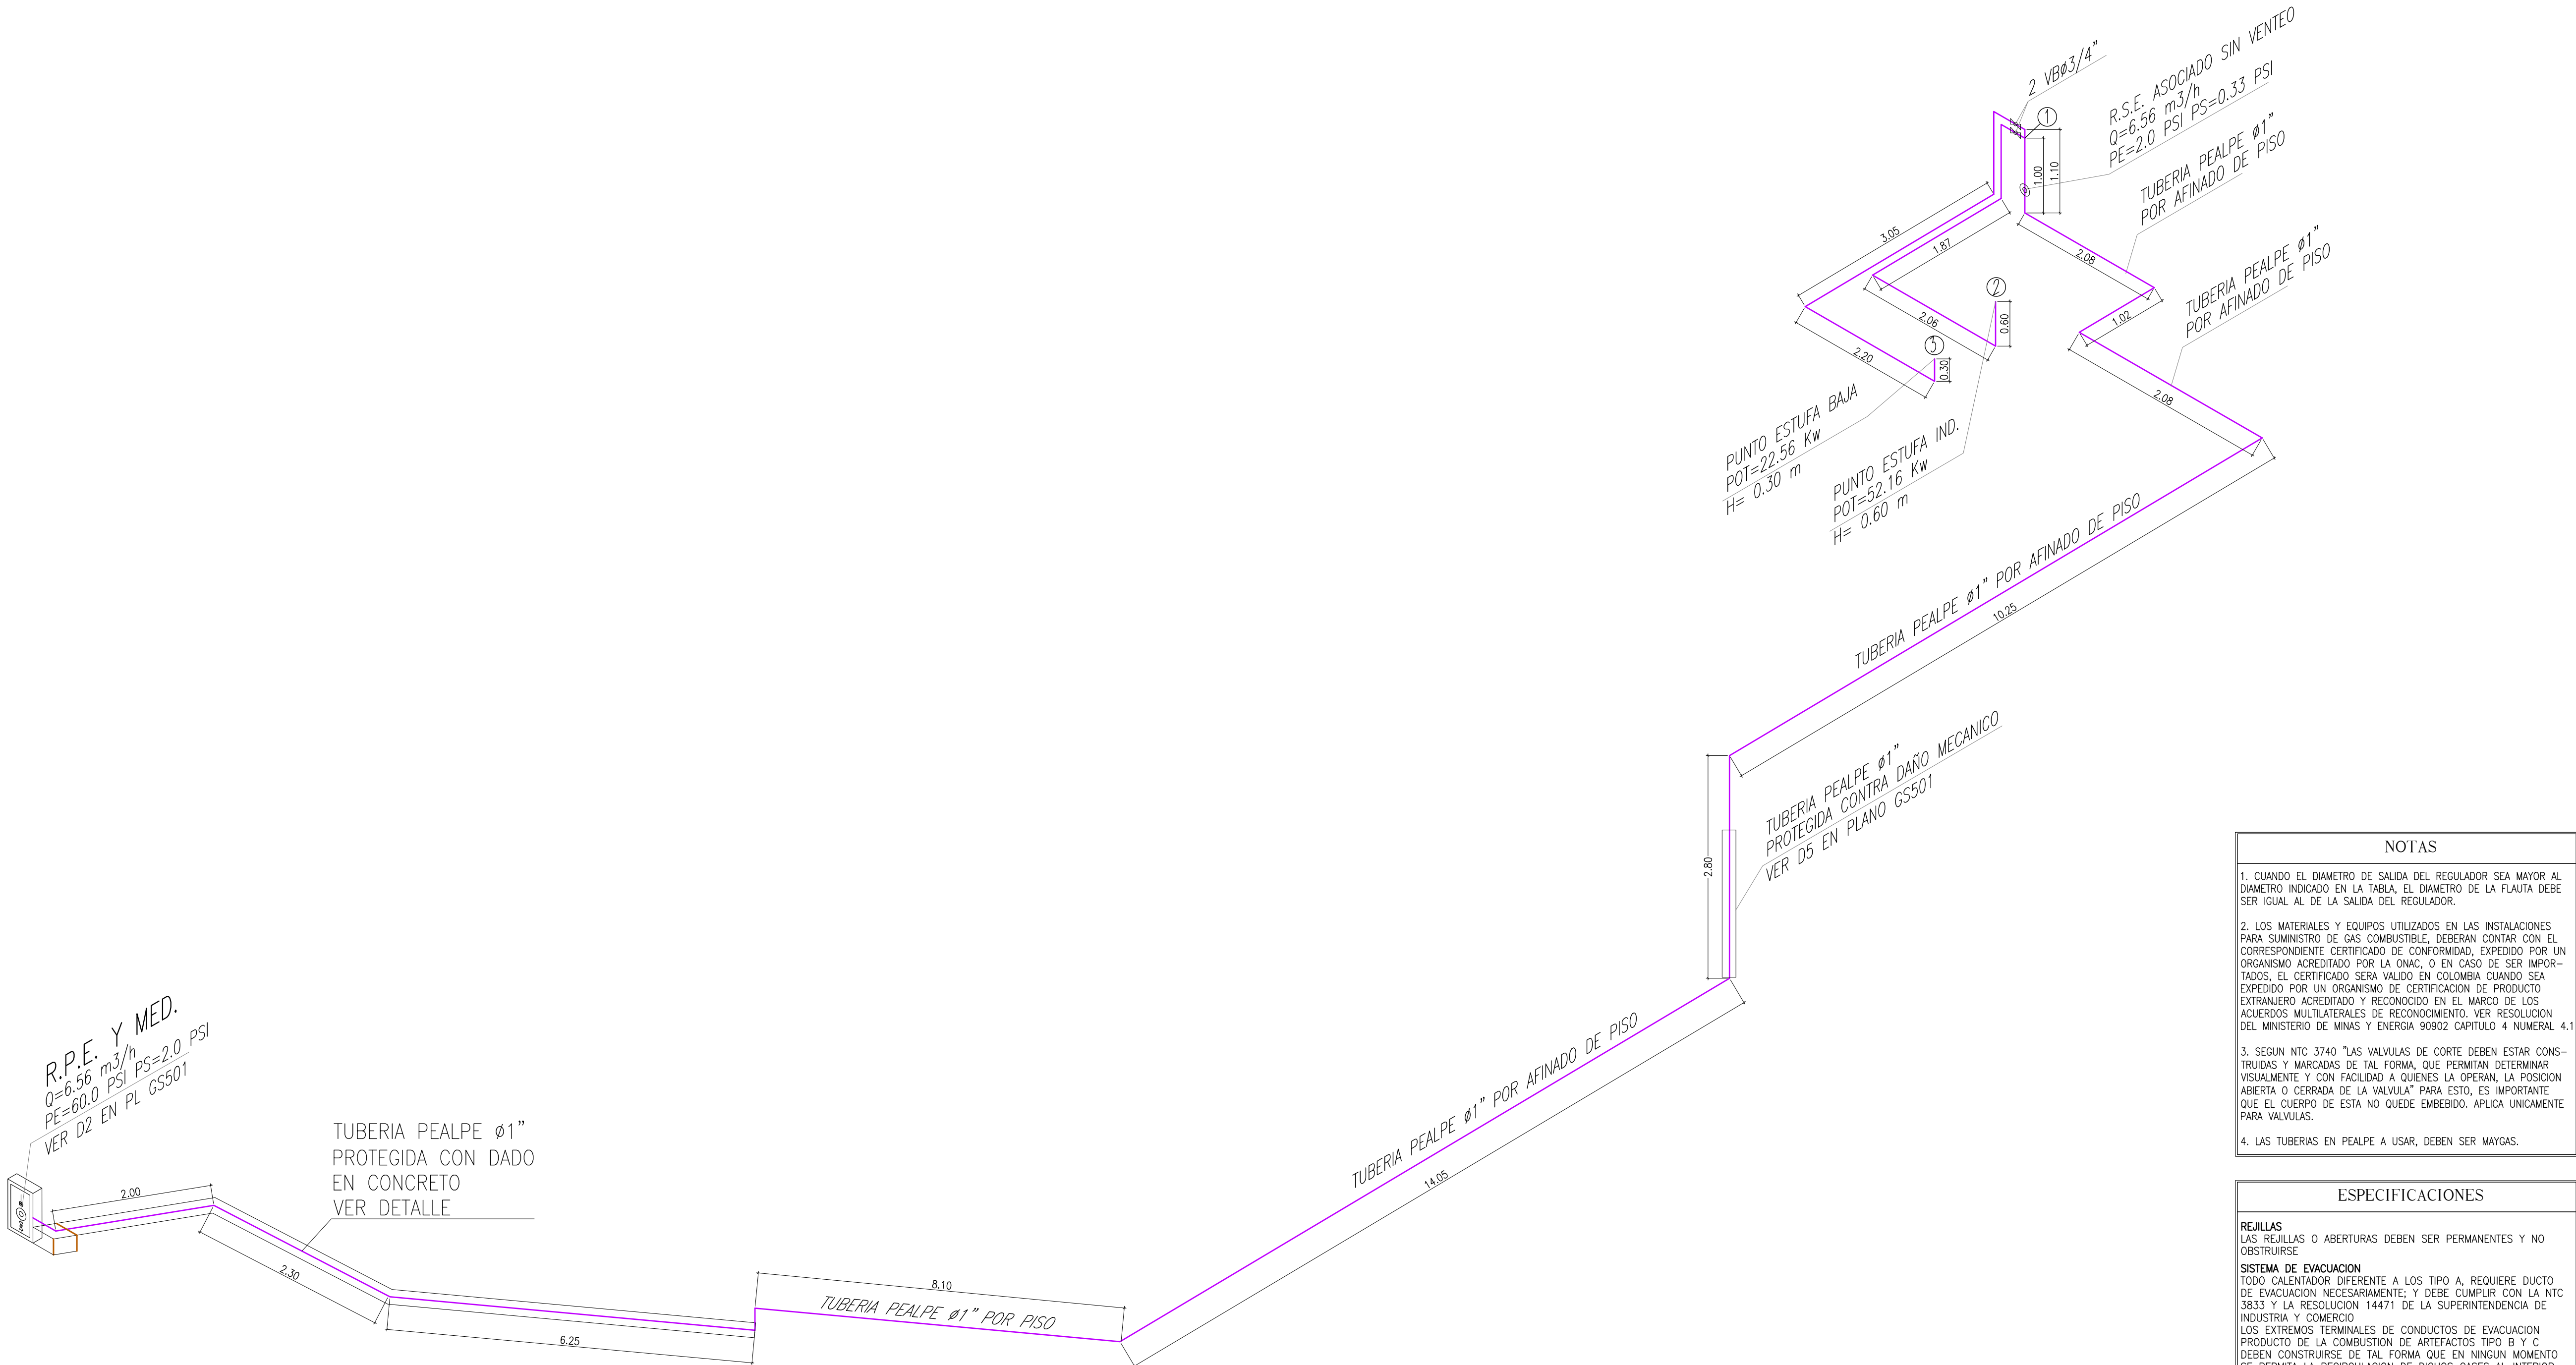 2 VBø3/4"
R.S.E. ASOCIADO SIN VENTEO
Q=6.56 m3/h
PE=2.0 PSI PS=0.33 PSI
1
1.00
1.10
TUBERIA PEALPE ø1"
POR AFINADO DE PISO
3.05
1.87
2.08
TUBERIA PEALPE ø1"
POR AFINADO DE PISO
2
1.02
2.06
0.60
3
2.20
0.30
2.08
PUNTO ESTUFA BAJA
POT=22.56 Kw
H= 0.30 m
PUNTO ESTUFA IND.
POT=52.16 Kw
H= 0.60 m
TUBERIA PEALPE ø1" POR AFINADO DE PISO
10.25
TUBERIA PEALPE ø1"
PROTEGIDA CONTRA DAÑO MECANICO
VER D5 EN PLANO GS501
2.80
R.P.E. Y MED.
Q=6.56 m3/h
PE=60.0 PSI PS=2.0 PSI
VER D2 EN PL GS501
TUBERIA PEALPE ø1"
PROTEGIDA CON DADO
EN CONCRETO
VER DETALLE
2.00
2.30
6.25
8.10
TUBERIA PEALPE ø1" POR PISO
TUBERIA PEALPE ø1" POR AFINADO DE PISO
14.05
NOTAS
1. CUANDO EL DIAMETRO DE SALIDA DEL REGULADOR SEA MAYOR AL
DIAMETRO INDICADO EN LA TABLA, EL DIAMETRO DE LA FLAUTA DEBE
SER IGUAL AL DE LA SALIDA DEL REGULADOR.
2. LOS MATERIALES Y EQUIPOS UTILIZADOS EN LAS INSTALACIONES
PARA SUMINISTRO DE GAS COMBUSTIBLE, DEBERAN CONTAR CON EL
CORRESPONDIENTE CERTIFICADO DE CONFORMIDAD, EXPEDIDO POR UN
ORGANISMO ACREDITADO POR LA ONAC, O EN CASO DE SER IMPOR-
TADOS, EL CERTIFICADO SERA VALIDO EN COLOMBIA CUANDO SEA
EXPEDIDO POR UN ORGANISMO DE CERTIFICACION DE PRODUCTO
EXTRANJERO ACREDITADO Y RECONOCIDO EN EL MARCO DE LOS
ACUERDOS MULTILATERALES DE RECONOCIMIENTO. VER RESOLUCION
DEL MINISTERIO DE MINAS Y ENERGIA 90902 CAPITULO 4 NUMERAL 4.1
3. SEGUN NTC 3740 "LAS VALVULAS DE CORTE DEBEN ESTAR CONS-
TRUIDAS Y MARCADAS DE TAL FORMA, QUE PERMITAN DETERMINAR
VISUALMENTE Y CON FACILIDAD A QUIENES LA OPERAN, LA POSICION
ABIERTA O CERRADA DE LA VALVULA" PARA ESTO, ES IMPORTANTE
QUE EL CUERPO DE ESTA NO QUEDE EMBEBIDO. APLICA UNICAMENTE
PARA VALVULAS.
4. LAS TUBERIAS EN PEALPE A USAR, DEBEN SER MAYGAS.
ESPECIFICACIONES
REJILLAS
LAS REJILLAS O ABERTURAS DEBEN SER PERMANENTES Y NO
OBSTRUIRSE
SISTEMA DE EVACUACION
TODO CALENTADOR DIFERENTE A LOS TIPO A, REQUIERE DUCTO
DE EVACUACION NECESARIAMENTE; Y DEBE CUMPLIR CON LA NTC
3833 Y LA RESOLUCION 14471 DE LA SUPERINTENDENCIA DE
INDUSTRIA Y COMERCIO
LOS EXTREMOS TERMINALES DE CONDUCTOS DE EVACUACION
PRODUCTO DE LA COMBUSTION DE ARTEFACTOS TIPO B Y C
DEBEN CONSTRUIRSE DE TAL FORMA QUE EN NINGUN MOMENTO
SE PERMITA LA RECIRCULACION DE DICHOS GASES AL INTERIOR